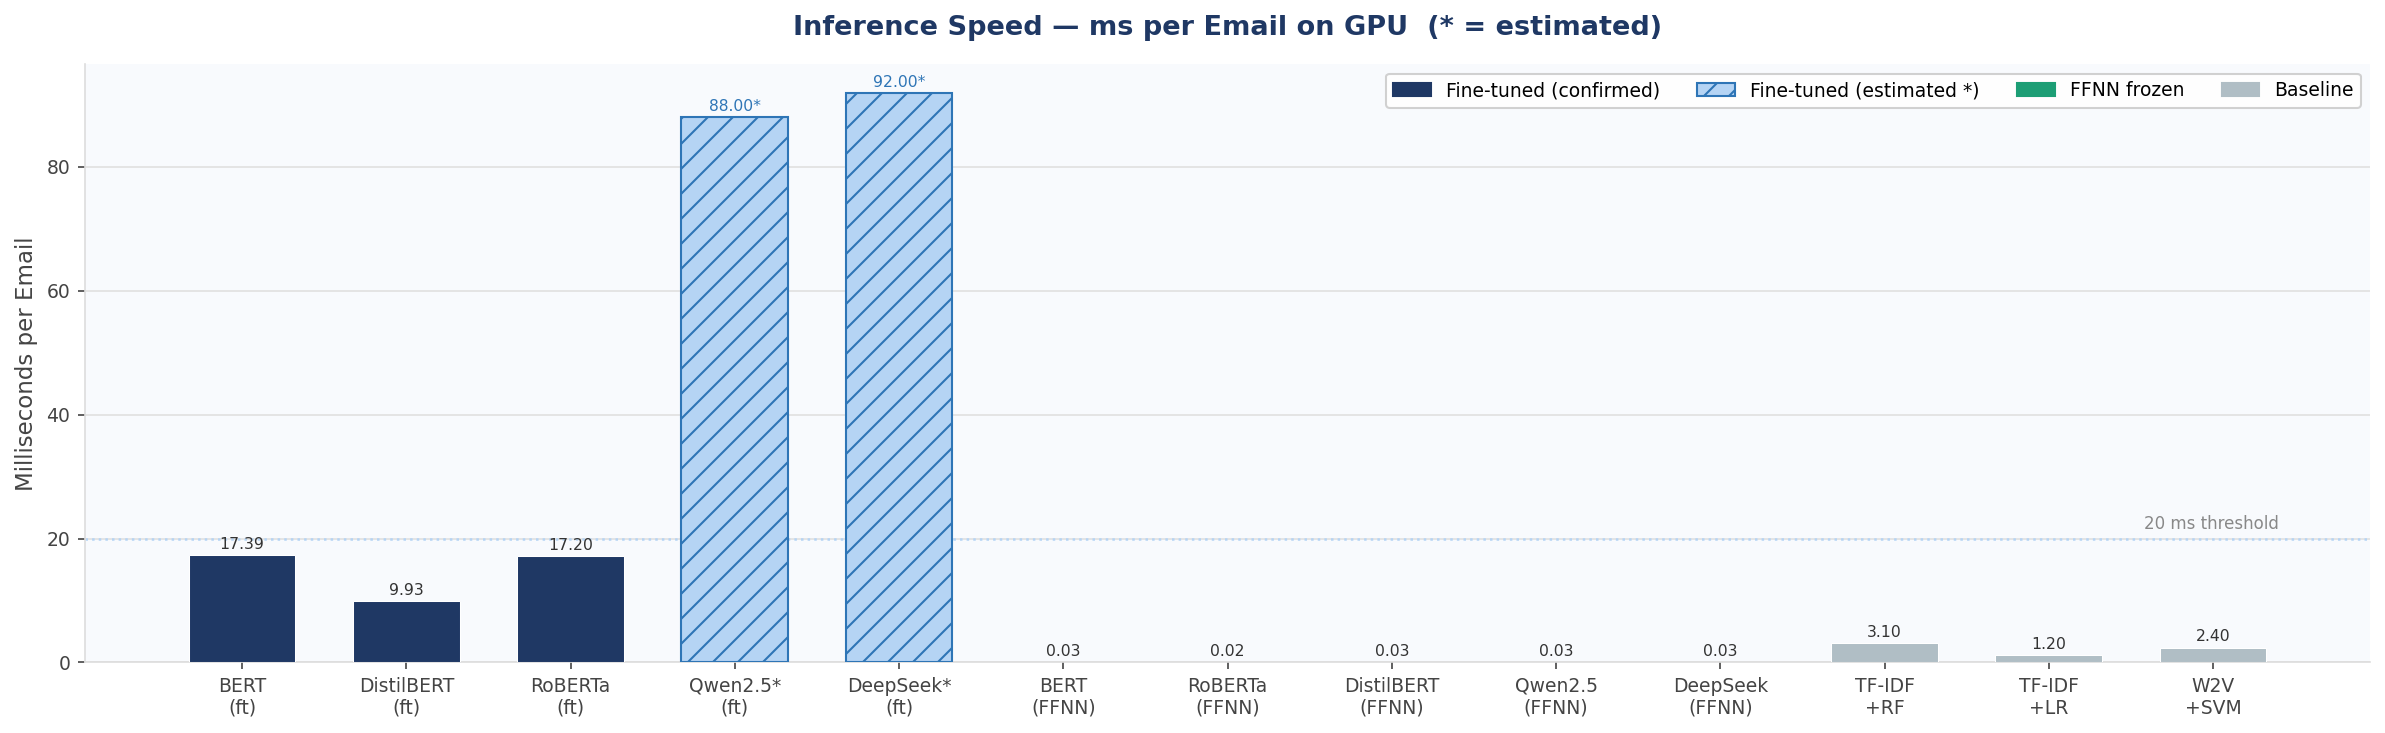 Inference Speed — ms per Email on GPU  (* = estimated)
Fine-tuned (confirmed)
Fine-tuned (estimated *)
FFNN frozen
Baseline
Milliseconds per Email
80
60
40
20
0
20 ms threshold
17.39
9.93
17.20
88.00*
92.00*
0.03
0.02
0.03
0.03
0.03
3.10
1.20
2.40
BERT
(ft)
DistilBERT
(ft)
RoBERTa
(ft)
Qwen2.5*
(ft)
DeepSeek*
(ft)
BERT
(FFNN)
RoBERTa
(FFNN)
DistilBERT
(FFNN)
Qwen2.5
(FFNN)
DeepSeek
(FFNN)
TF-IDF
+RF
TF-IDF
+LR
W2V
+SVM